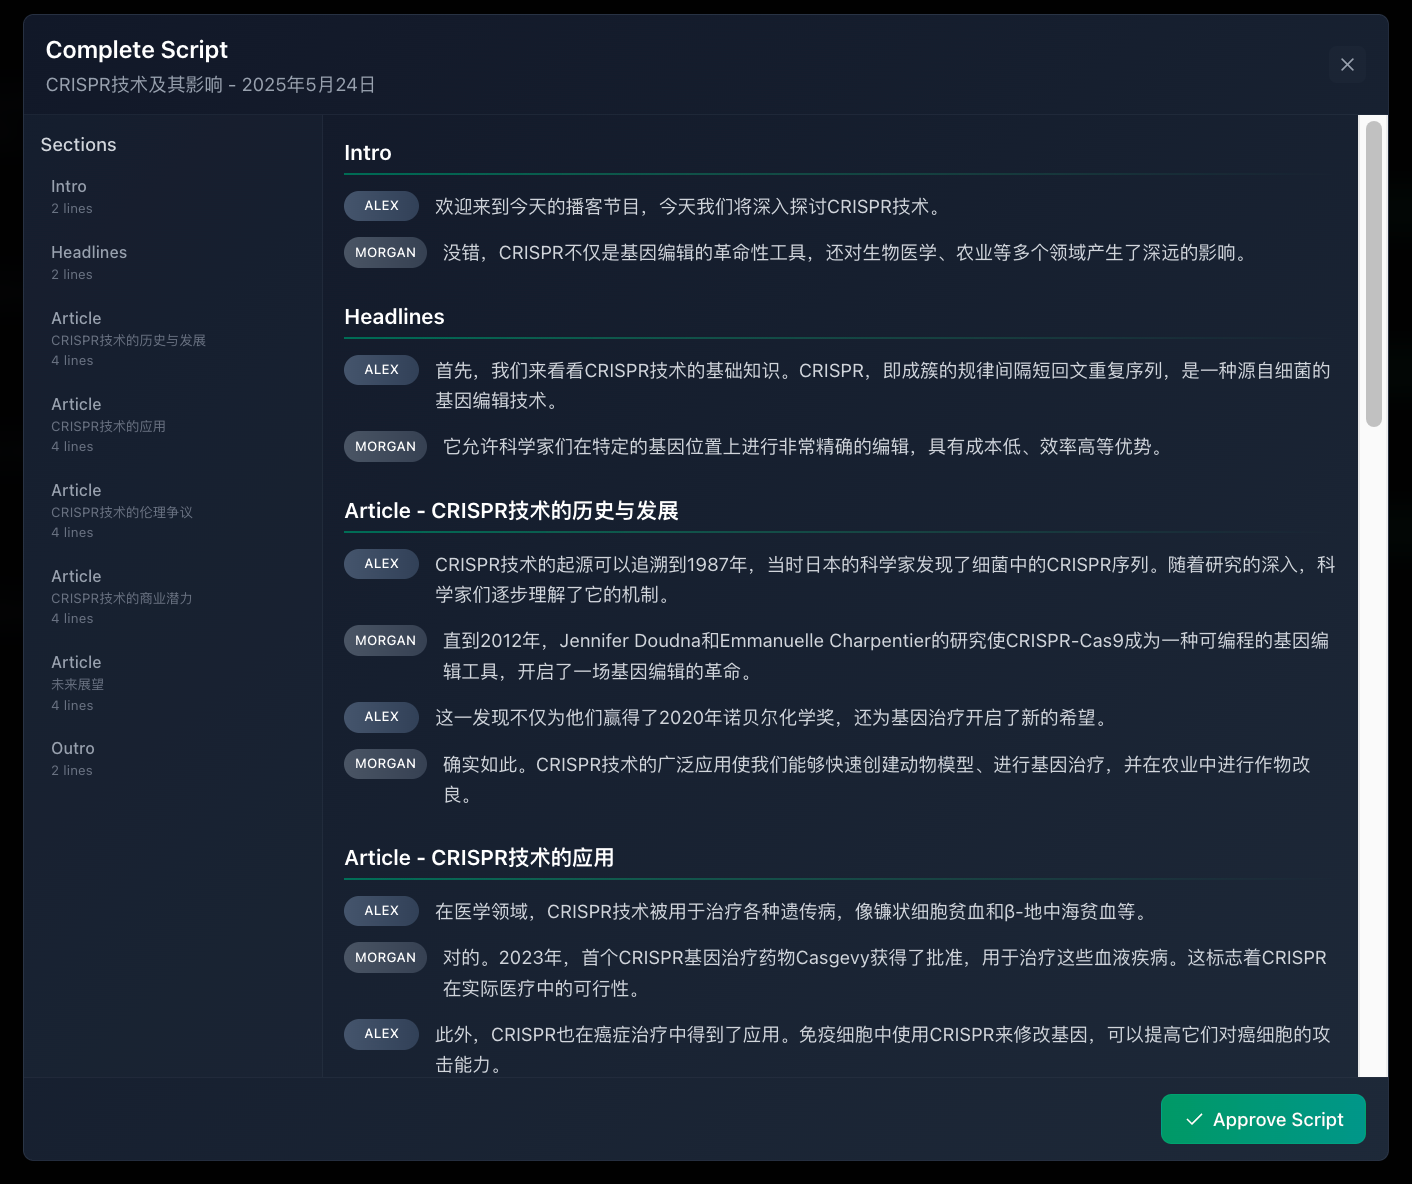 Complete Script
CRISPR技术及其影响 - 2025年5月24日
Sections
Intro
2 lines
Headlines
2 lines
Article
CRISPR技术的历史与发展
4 lines
Article
CRISPR技术的应用
4 lines
Article
CRISPR技术的伦理争议
4 lines
Article
CRISPR技术的商业潜力
4 lines
Article
未来展望
4 lines
Outro
2 lines
Intro
ALEX 欢迎来到今天的播客节目，今天我们将深入探讨CRISPR技术。
MORGAN 没错，CRISPR不仅是基因编辑的革命性工具，还对生物医学、农业等多个领域产生了深远的影响。
Headlines
ALEX 首先，我们来看看CRISPR技术的基础知识。CRISPR，即成簇的规律间隔短回文重复序列，是一种源自细菌的
基因编辑技术。
MORGAN 它允许科学家们在特定的基因位置上进行非常精确的编辑，具有成本低、效率高等优势。
Article - CRISPR技术的历史与发展
ALEX CRISPR技术的起源可以追溯到1987年，当时日本的科学家发现了细菌中的CRISPR序列。随着研究的深入，科
学家们逐步理解了它的机制。
MORGAN 直到2012年，Jennifer Doudna和Emmanuelle Charpentier的研究使CRISPR-Cas9成为一种可编程的基因编
辑工具，开启了一场基因编辑的革命。
ALEX 这一发现不仅为他们赢得了2020年诺贝尔化学奖，还为基因治疗开启了新的希望。
MORGAN 确实如此。CRISPR技术的广泛应用使我们能够快速创建动物模型、进行基因治疗，并在农业中进行作物改
良。
Article - CRISPR技术的应用
ALEX 在医学领域，CRISPR技术被用于治疗各种遗传病，像镰状细胞贫血和β-地中海贫血等。
MORGAN 对的。2023年，首个CRISPR基因治疗药物Casgevy获得了批准，用于治疗这些血液疾病。这标志着CRISPR
在实际医疗中的可行性。
ALEX 此外，CRISPR也在癌症治疗中得到了应用。免疫细胞中使用CRISPR来修改基因，可以提高它们对癌细胞的攻
击能力。
Approve Script